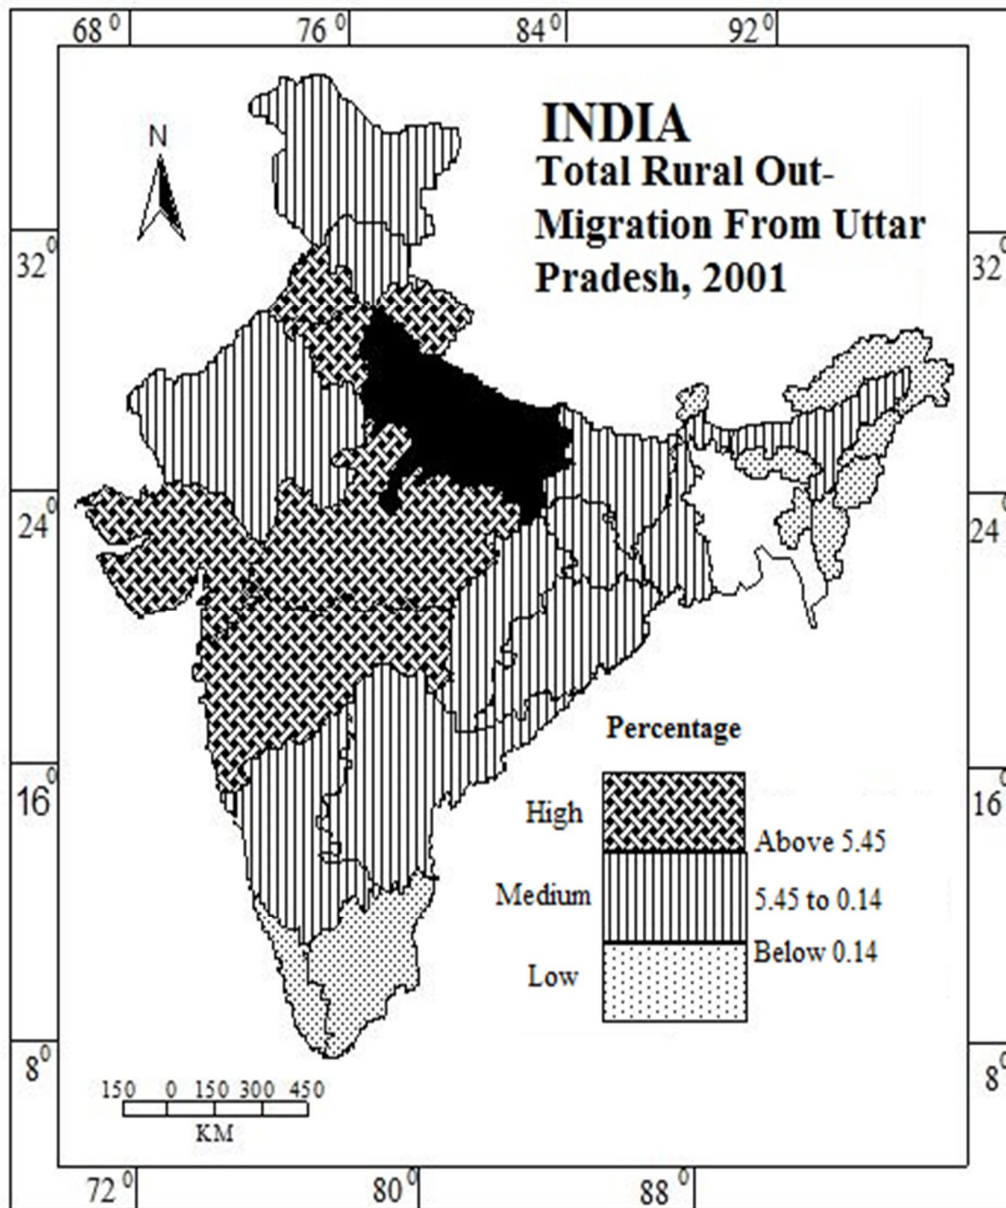 68⁰ 76⁰ 84⁰ 92⁰
INDIA
Total Rural Out-
Migration From Uttar
Pradesh, 2001
N
32⁰ 32⁰
24⁰ 24⁰
Percentage
16⁰ 16⁰
High
Above 5.45
Medium 5.45 to 0.14
Below 0.14
Low
8⁰ 8⁰
150 0 150 300 450
KM
72⁰ 80⁰ 88⁰